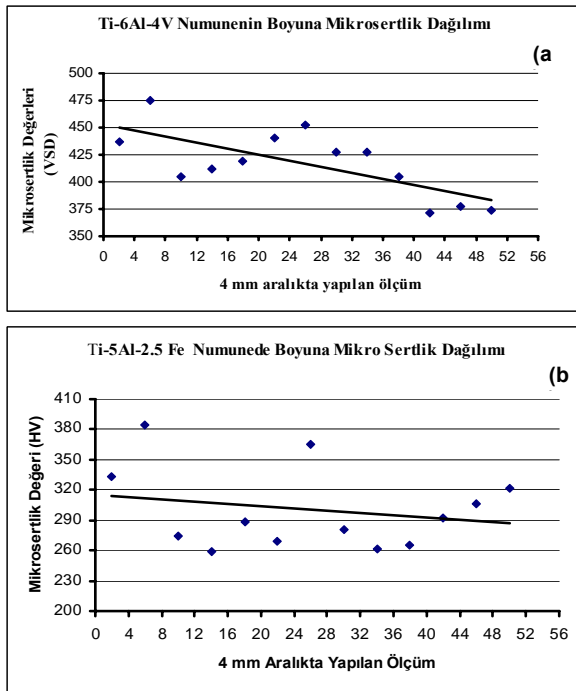 Ti-6Al-4V Numunenin Boyuna Mikrosertlik Dağılımı
(a
Mikrosertlik Değerleri
(VSD)
500
475
450
425
400
375
350
0 4 8 12 16 20 24 28 32 36 40 44 48 52 56
4 mm aralıkta yapılan ölçüm
Ti-5Al-2.5 Fe Numunede Boyuna Mikro Sertlik Dağılımı
(b
Mikrosertlik Değeri (HV)
410
380
350
320
290
260
230
200
0 4 8 12 16 20 24 28 32 36 40 44 48 52 56
4 mm Aralıkta Yapılan Ölçüm